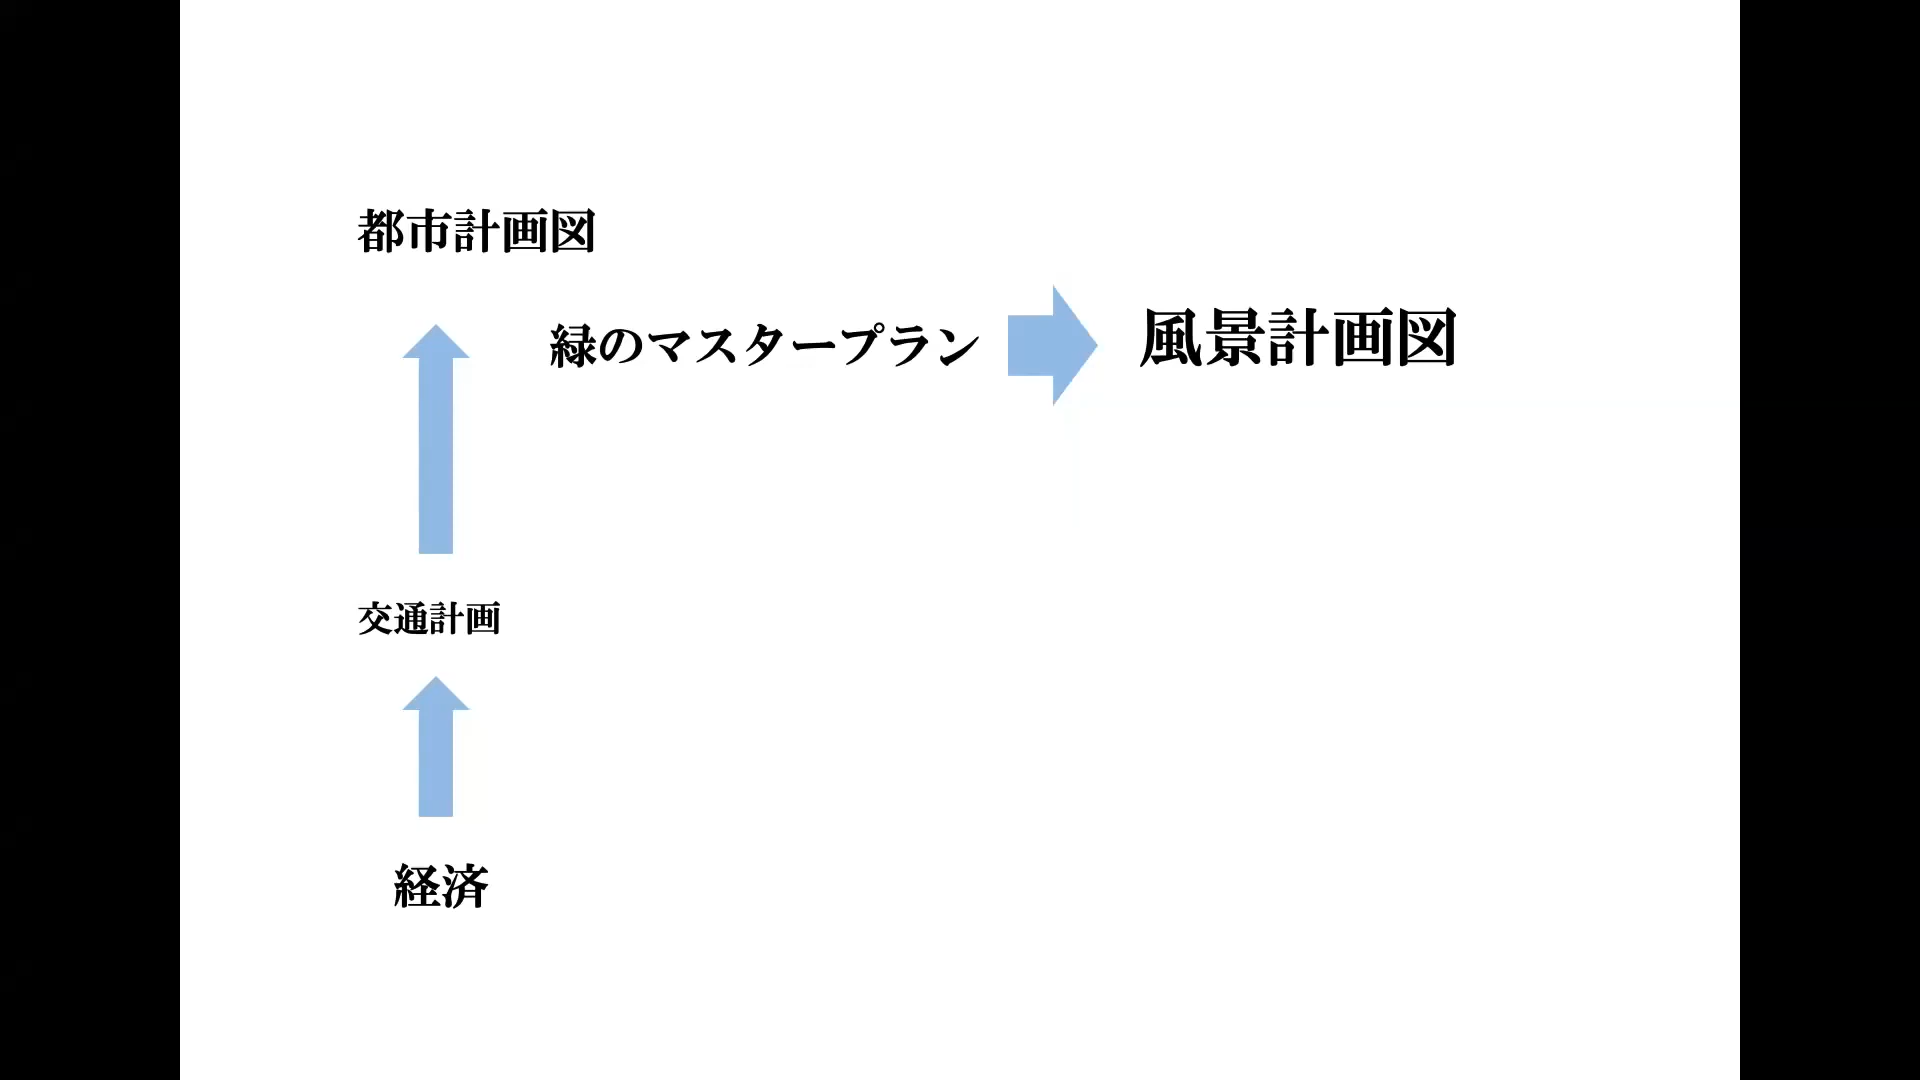 都市計画図
緑のマスタープラン
風景計画図
交通計画
経済